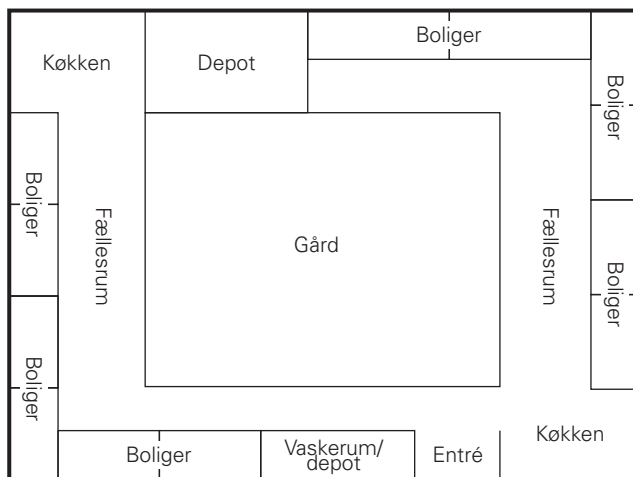 Boliger
Køkken
Depot
Boliger
Boliger
Fællesrum
Gård
Fællesrum
Boliger
Boliger
Boliger
Vaskerum/
depot
Entré
Køkken